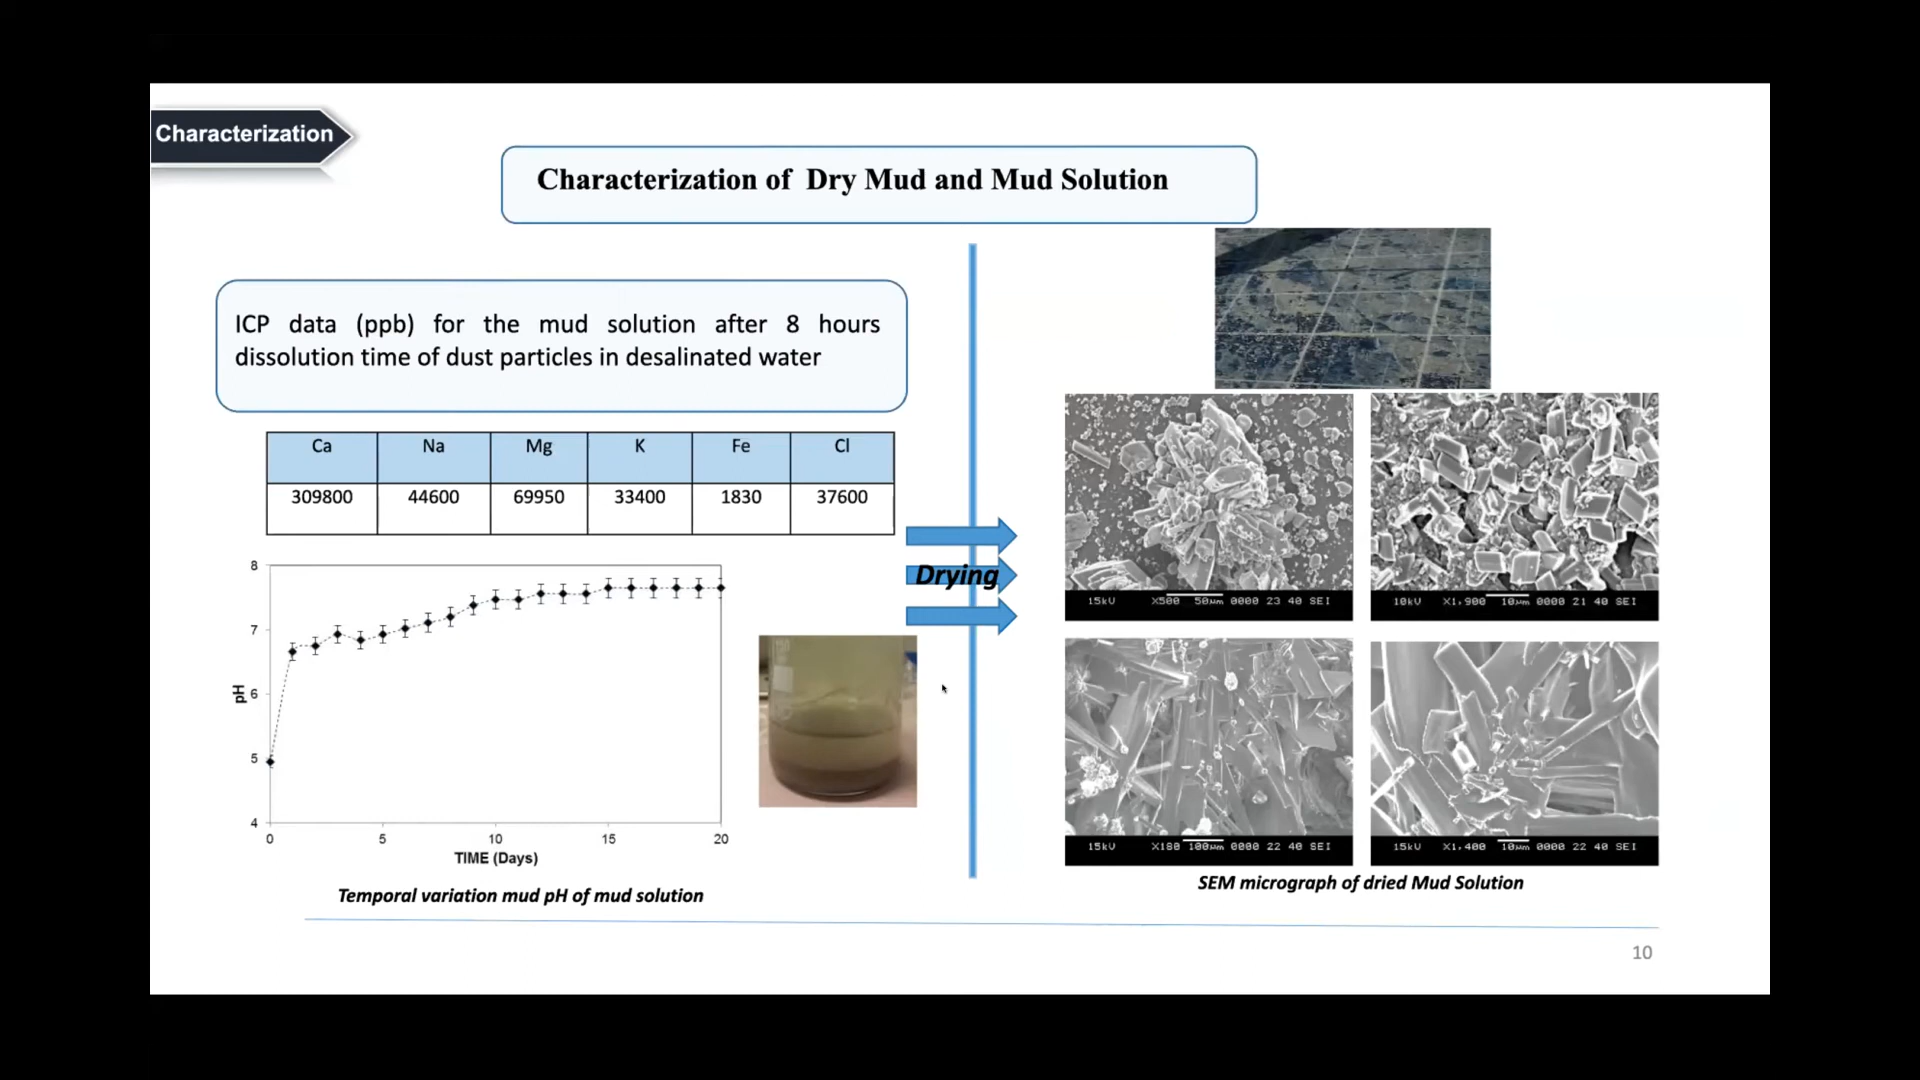 Characterization
Characterization of Dry Mud and Mud Solution
ICP data (ppb) for the mud solution after 8 hours
dissolution time of dust particles in desalinated water
Ca Na Mg K Fe Cl
309800 44600 69950 33400 1830 37600
Drying
8
7
6
5
4
pH
0 5 10 15 20
TIME (Days)
Temporal variation mud pH of mud solution
15kV X500 50µm 0000 23 40 SEI
10kV X1,900 10µm 0000 21 40 SEI
15kV X180 100µm 0000 22 40 SEI
15kV X1,400 10µm 0000 22 40 SEI
SEM micrograph of dried Mud Solution
10